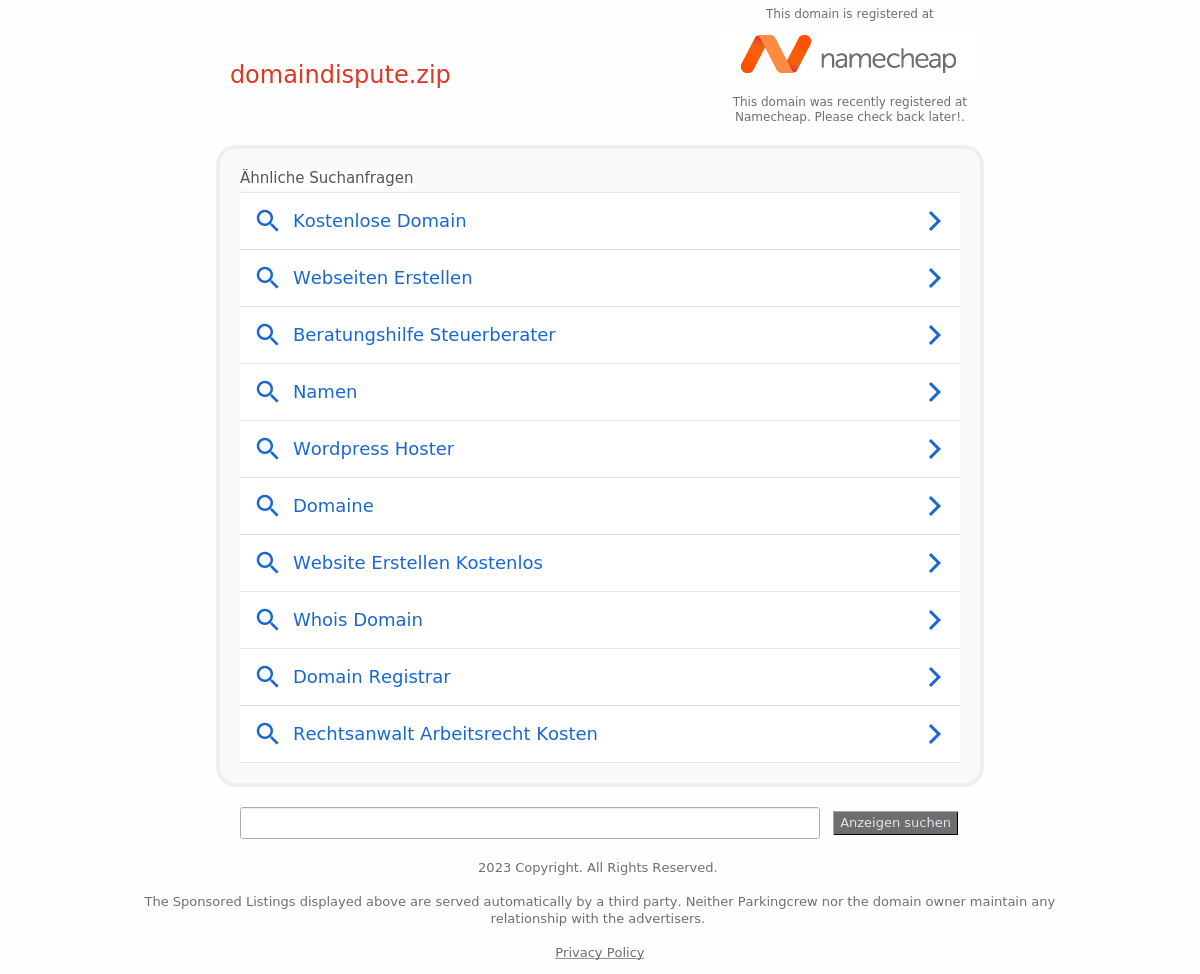 This domain is registered at
namecheap
domaindispute.zip
This domain was recently registered at
Namecheap. Please check back later!.
Ähnliche Suchanfragen
Kostenlose Domain
Webseiten Erstellen
Beratungshilfe Steuerberater
Namen
Wordpress Hoster
Domaine
Website Erstellen Kostenlos
Whois Domain
Domain Registrar
Rechtsanwalt Arbeitsrecht Kosten
Anzeigen suchen
2023 Copyright. All Rights Reserved.
The Sponsored Listings displayed above are served automatically by a third party. Neither Parkingcrew nor the domain owner maintain any
relationship with the advertisers.
Privacy Policy